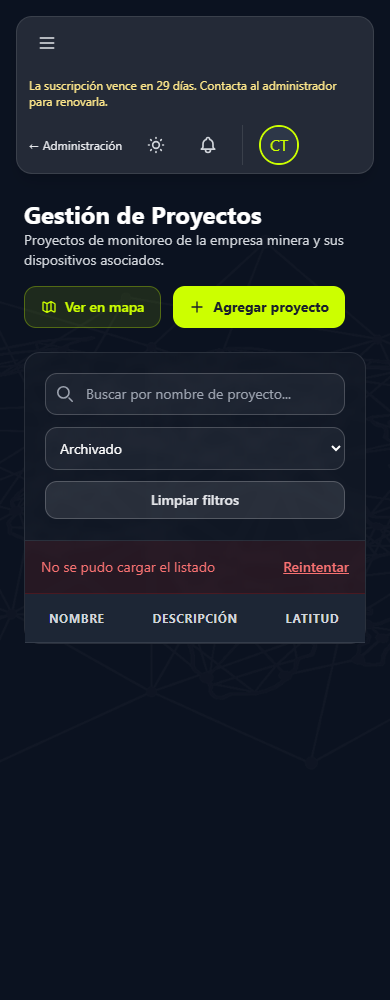 La suscripción vence en 29 días. Contacta al administrador
para renovarla.
← Administración
CT
Gestión de Proyectos
Proyectos de monitoreo de la empresa minera y sus
dispositivos asociados.
Ver en mapa
Agregar proyecto
Buscar por nombre de proyecto...
Archivado
Limpiar filtros
No se pudo cargar el listado Reintentar
NOMBRE DESCRIPCIÓN LATITUD